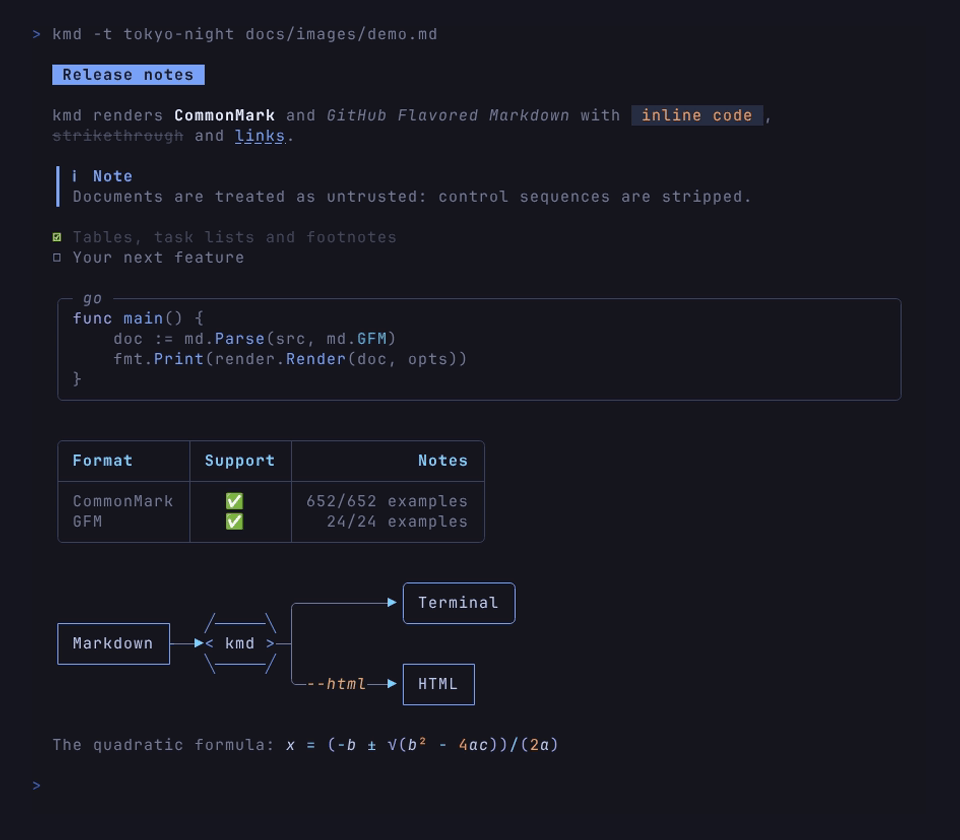 > kmd -t tokyo-night docs/images/demo.md
Release notes
kmd renders CommonMark and GitHub Flavored Markdown with inline code,
strikethrough and links.
i Note
Documents are treated as untrusted: control sequences are stripped.
☑ Tables, task lists and footnotes
☐ Your next feature
go
func main() {
    doc := md.Parse(src, md.GFM)
    fmt.Print(render.Render(doc, opts))
}
Format Support Notes
CommonMark ✅ 652/652 examples
GFM ✅ 24/24 examples
Terminal
Markdown < kmd >
--html HTML
The quadratic formula: x = (-b ± √(b² - 4ac))/(2a)
>